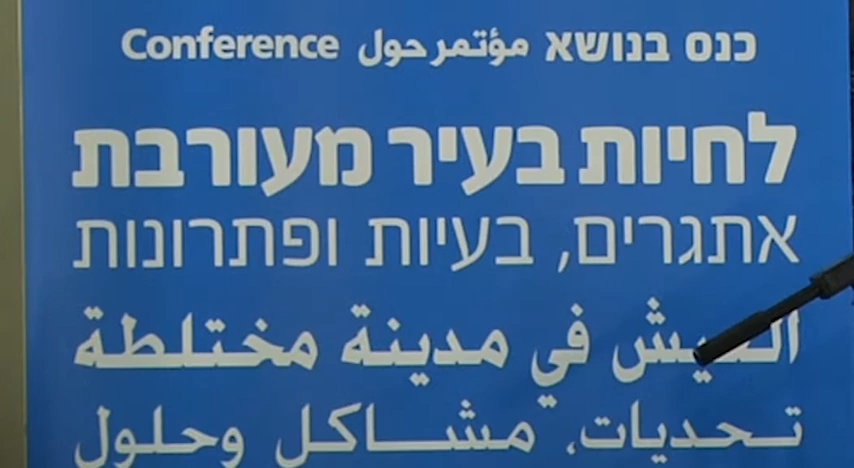 כנס בנושא مؤتمر حول Conference
לחיות בעיר מעורבת
אתגרים, בעיות ופתרונות
في مدينة مختلطة
تحديات، مشاكل وحلول